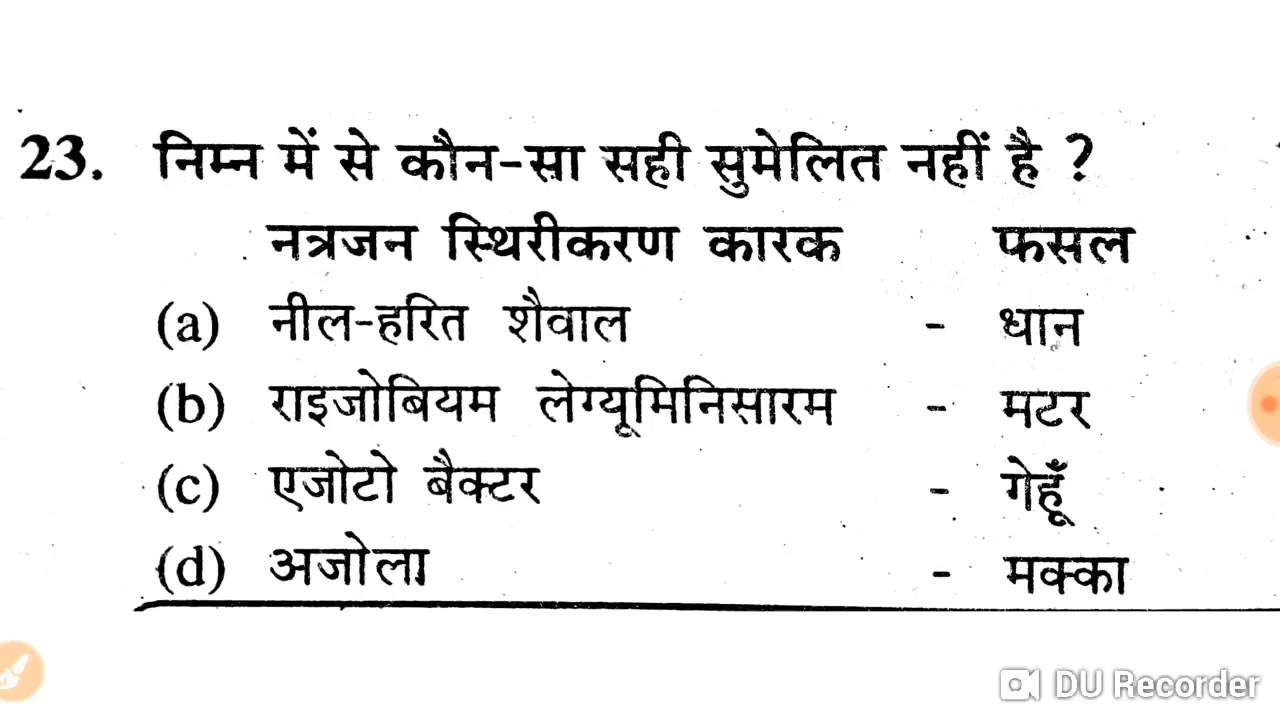 23. निम्न में से कौन-सा सही सुमेलित नहीं है ?
नत्रजन स्थिरीकरण कारक - फसल
(a) नील-हरित शैवाल - धान
(b) राइजोबियम लेग्यूमिनिसारम - मटर
(c) एजोटो बैक्टर - गेहूँ
(d) अजोला - मक्का
DU Recorder